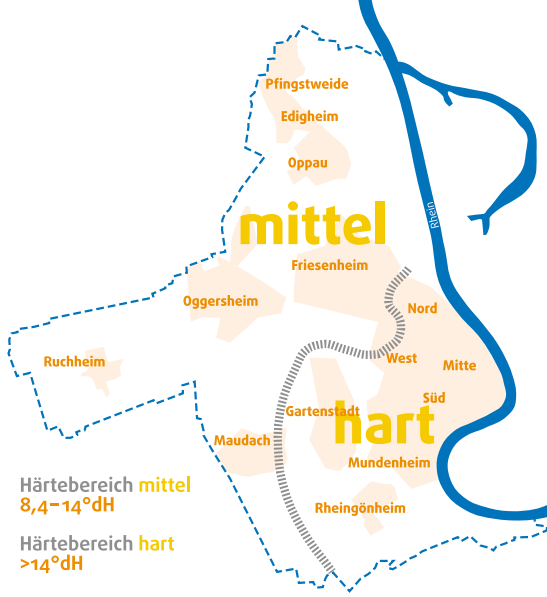 Pfingstweide
Edigheim
Oppau
Rhein
mittel
Friesenheim
Oggersheim
Nord
Ruchheim
West
Mitte
Süd
Gartenstadt
hart
Maudach
Mundenheim
Härtebereich mittel
8,4–14°dH
Rheingönheim
Härtebereich hart
>14°dH